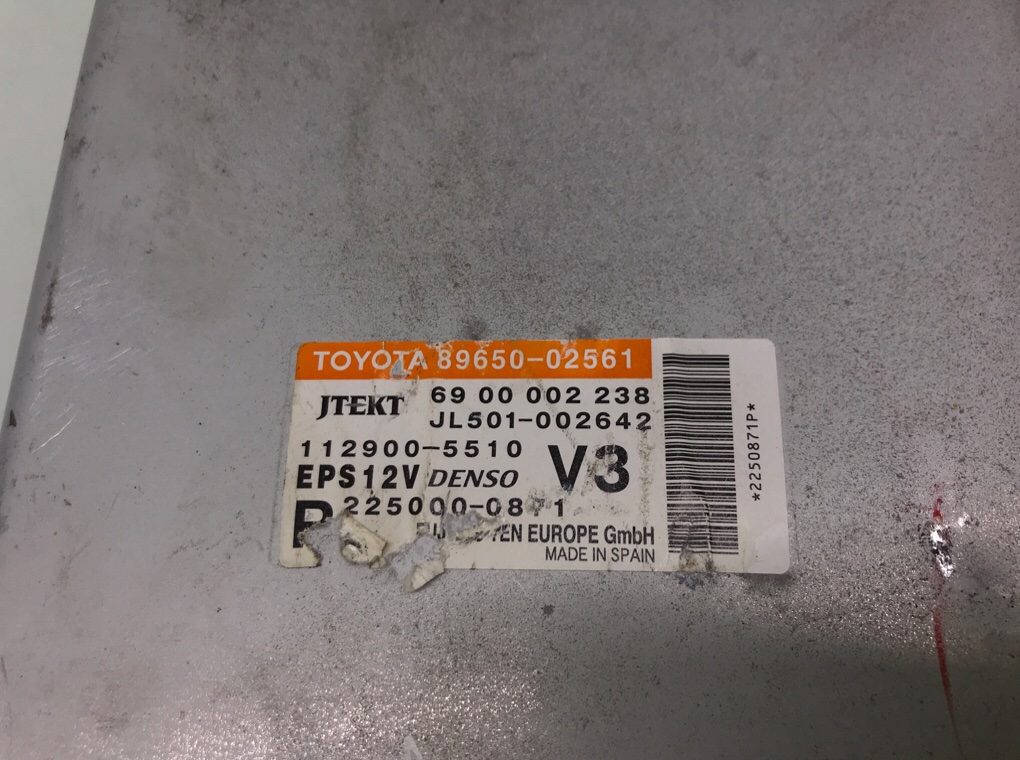 TOYOTA 89650-02561
JTEKT 69 00 002 238
JL501-002642
112900-5510
EPS12V DENSO V3
225000-0871
TEN EUROPE GmbH
MADE IN SPAIN
*2250871P*